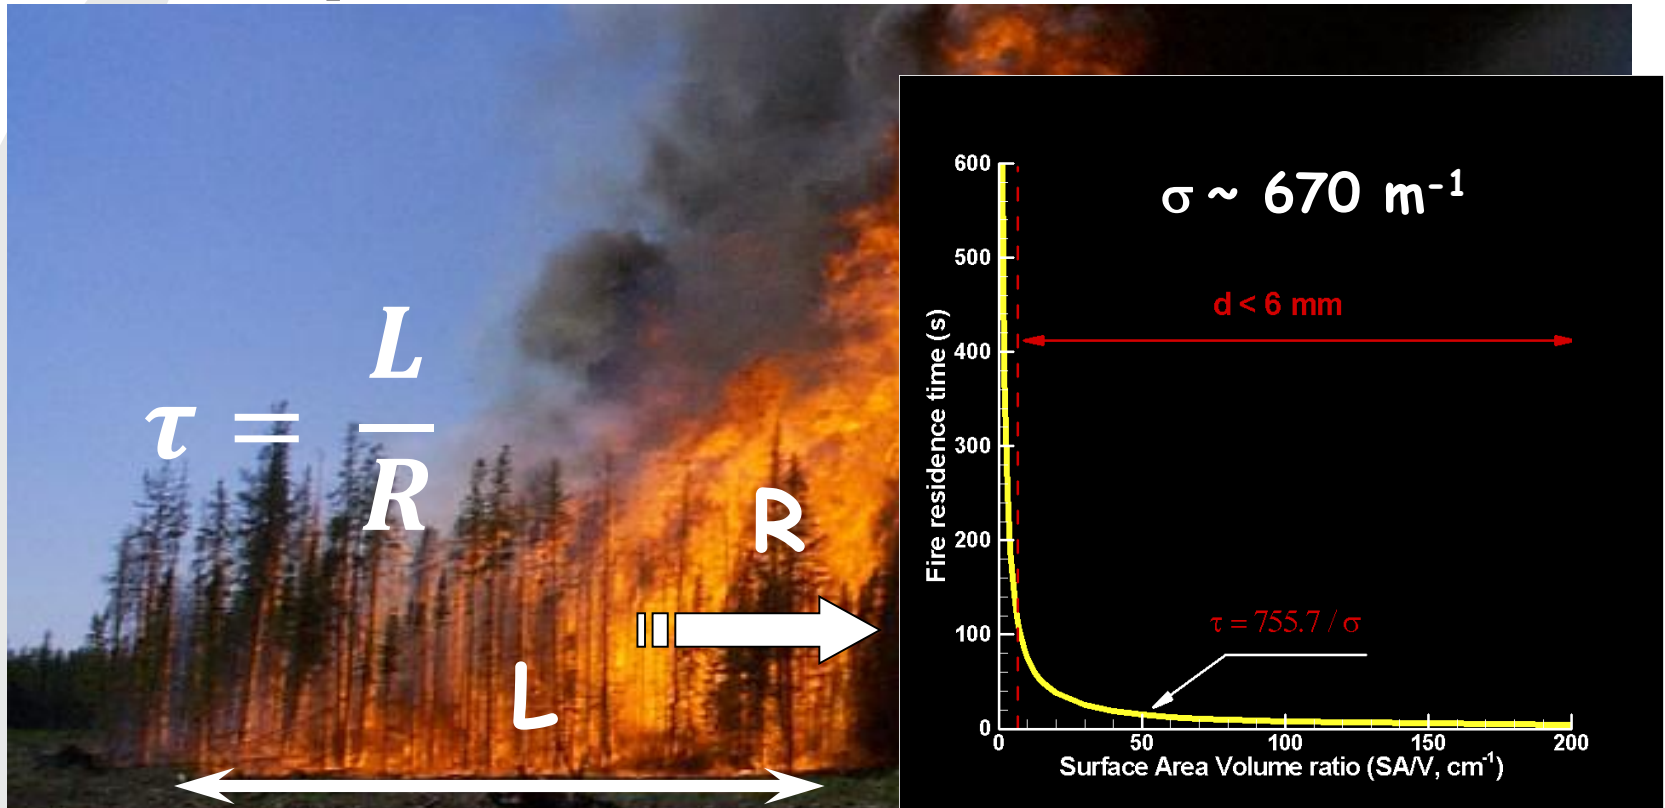 τ = L / R
R
L
σ ~ 670 m⁻¹
d < 6 mm
τ = 755.7 / σ
Fire residence time (s)
600
500
400
300
200
100
0
0 50 100 150 200
Surface Area Volume ratio (SA/V, cm⁻¹)